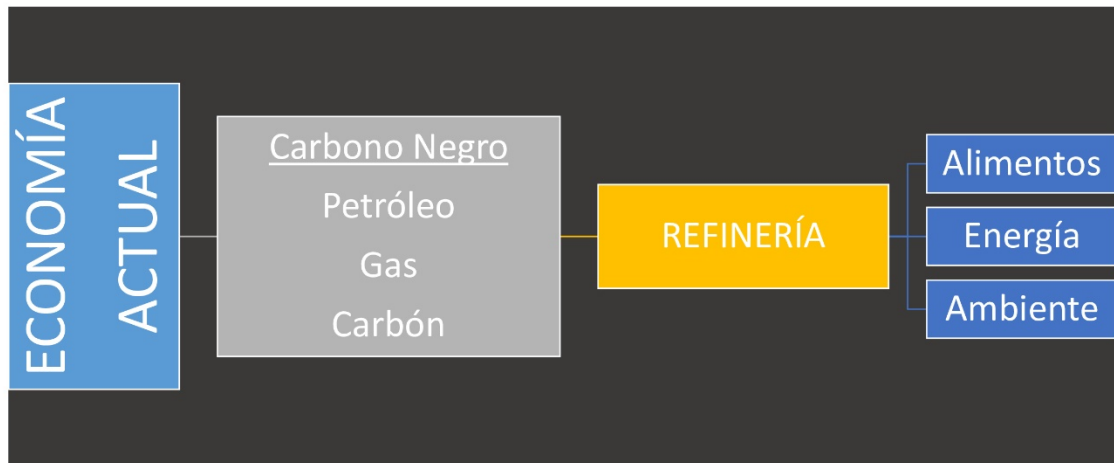 ECONOMÍA
ACTUAL
Carbono Negro
Petróleo
Gas
Carbón
REFINERÍA
Alimentos
Energía
Ambiente